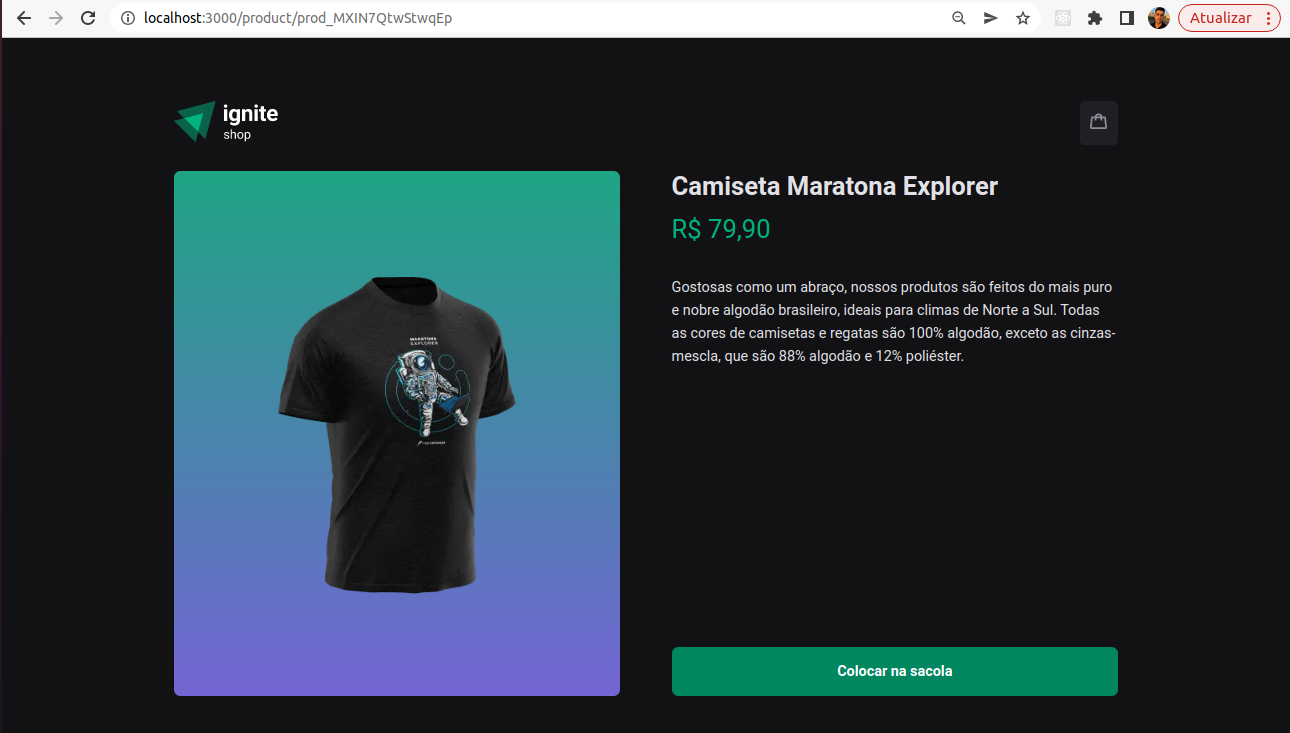 localhost:3000/product/prod_MXIN7QtwStwqEp
Atualizar
ignite
shop
Camiseta Maratona Explorer
R$ 79,90
Gostosas como um abraço, nossos produtos são feitos do mais puro
e nobre algodão brasileiro, ideais para climas de Norte a Sul. Todas
as cores de camisetas e regatas são 100% algodão, exceto as cinzas-
mescla, que são 88% algodão e 12% poliéster.
MARATONA
EXPLORER
Colocar na sacola